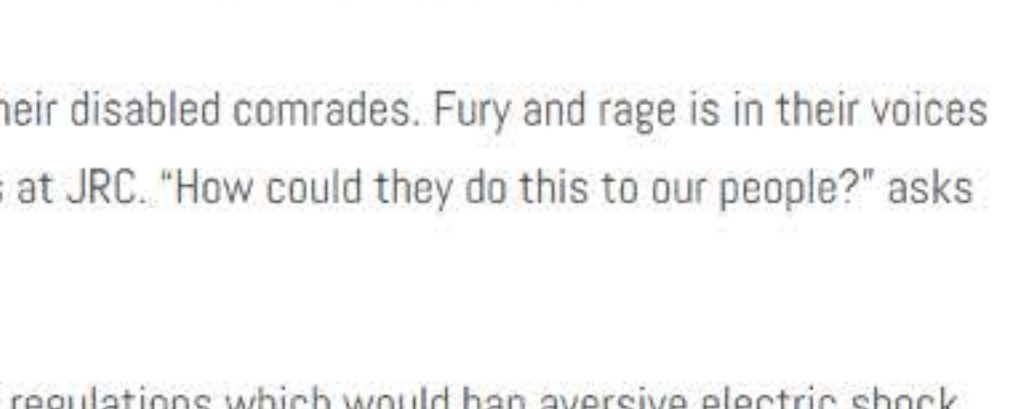 heir disabled comrades. Fury and rage is in their voices
s at JRC. “How could they do this to our people?” asks
regulations which would ban aversive electric shock